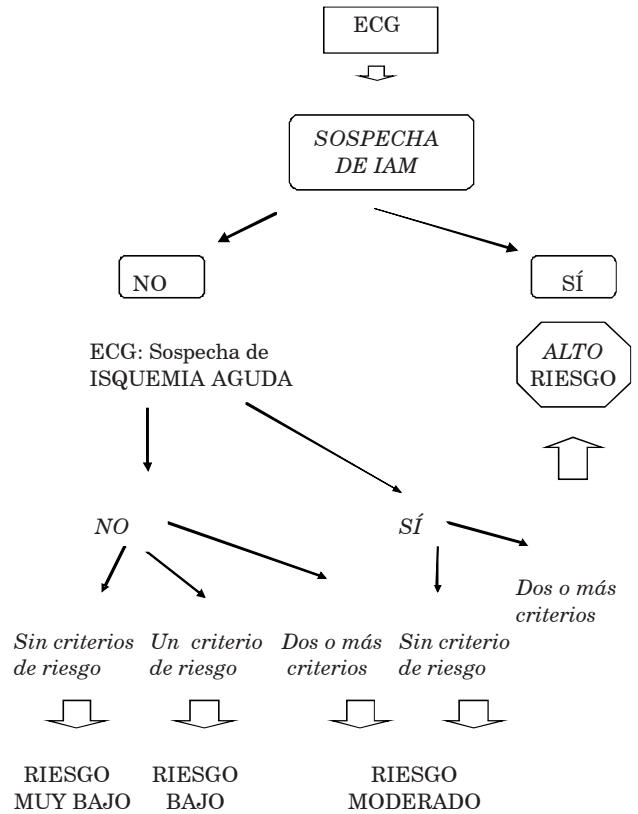 ECG
SOSPECHA
DE IAM
NO
SÍ
ECG: Sospecha de
ISQUEMIA AGUDA
ALTO
RIESGO
NO
SÍ
Dos o más
criterios
Sin criterios
de riesgo
Un criterio
de riesgo
Dos o más
criterios
Sin criterio
de riesgo
RIESGO
MUY BAJO
RIESGO
BAJO
RIESGO
MODERADO